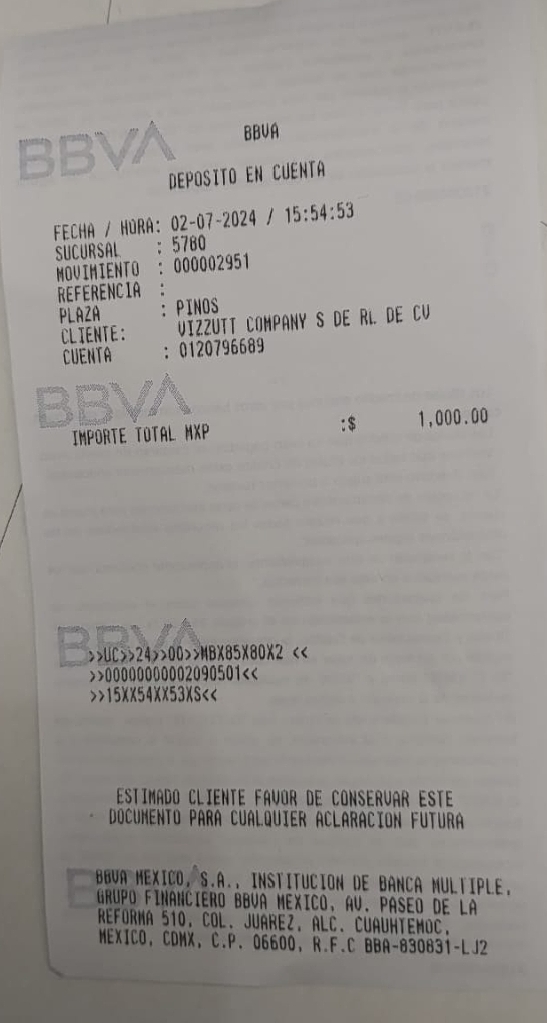 BBVA
BBVA
DEPOSITO EN CUENTA
FECHA / HORA: 02-07-2024 / 15:54:53
SUCURSAL : 5780
MOVIMIENTO : 000002951
REFERENCIA :
PLAZA : PINOS
CLIENTE: VIZZUTT COMPANY S DE RL DE CV
CUENTA : 0120796689
BBVA
IMPORTE TOTAL MXP :$ 1,000.00
BBVA
>>UC>>24>>00>>MBX85X80X2 <<
>>00000000002090501<<
>>15XX54XX53XS<<
ESTIMADO CLIENTE FAVOR DE CONSERVAR ESTE
DOCUMENTO PARA CUALQUIER ACLARACION FUTURA
BBVA MEXICO, S.A., INSTITUCION DE BANCA MULTIPLE,
GRUPO FINANCIERO BBVA MEXICO, AV. PASEO DE LA
REFORMA 510, COL. JUAREZ, ALC. CUAUHTEMOC,
MEXICO, CDMX, C.P. 06600, R.F.C BBA-830831-LJ2